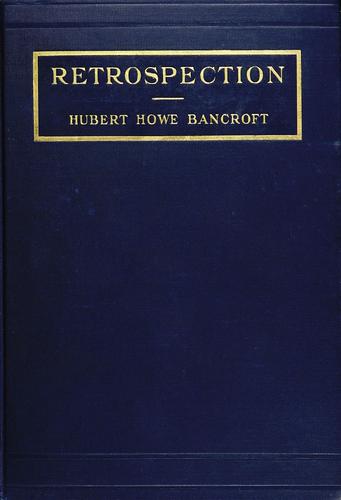 RETROSPECTION
HUBERT HOWE BANCROFT